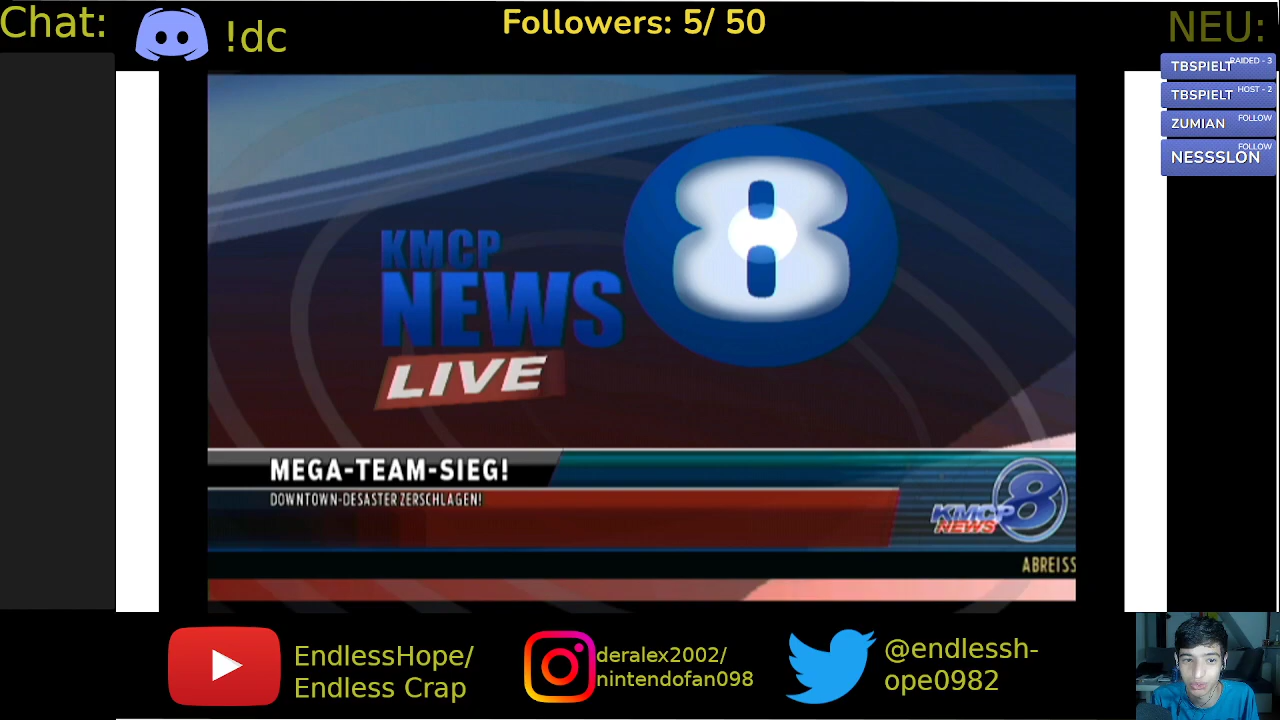 Chat:
!dc
Followers: 5/ 50
NEU:
TBSPIELT
RAIDED - 3
TBSPIELT
HOST - 2
ZUMIAN
FOLLOW
NESSSLON
FOLLOW
8
KMCP
NEWS
LIVE
MEGA-TEAM-SIEG!
DOWNTOWN-DESASTER ZERSCHLAGEN!
KMCP 8
NEWS
ABREISS
EndlessHope/
Endless Crap
deralex2002/
nintendofan098
@endlessh-
ope0982